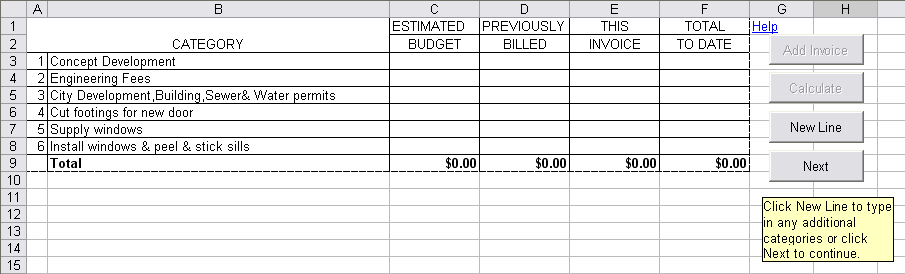 A B C D E F G H
1 ESTIMATED PREVIOUSLY THIS TOTAL Help
2 CATEGORY BUDGET BILLED INVOICE TO DATE Add Invoice
3 1 Concept Development
4 2 Engineering Fees
5 3 City Development,Building,Sewer& Water permits Calculate
6 4 Cut footings for new door
7 5 Supply windows New Line
8 6 Install windows & peel & stick sills
9 Total $0.00 $0.00 $0.00 $0.00 Next
10
11
12 Click New Line to type
13 in any additional
14 categories or click
15 Next to continue.